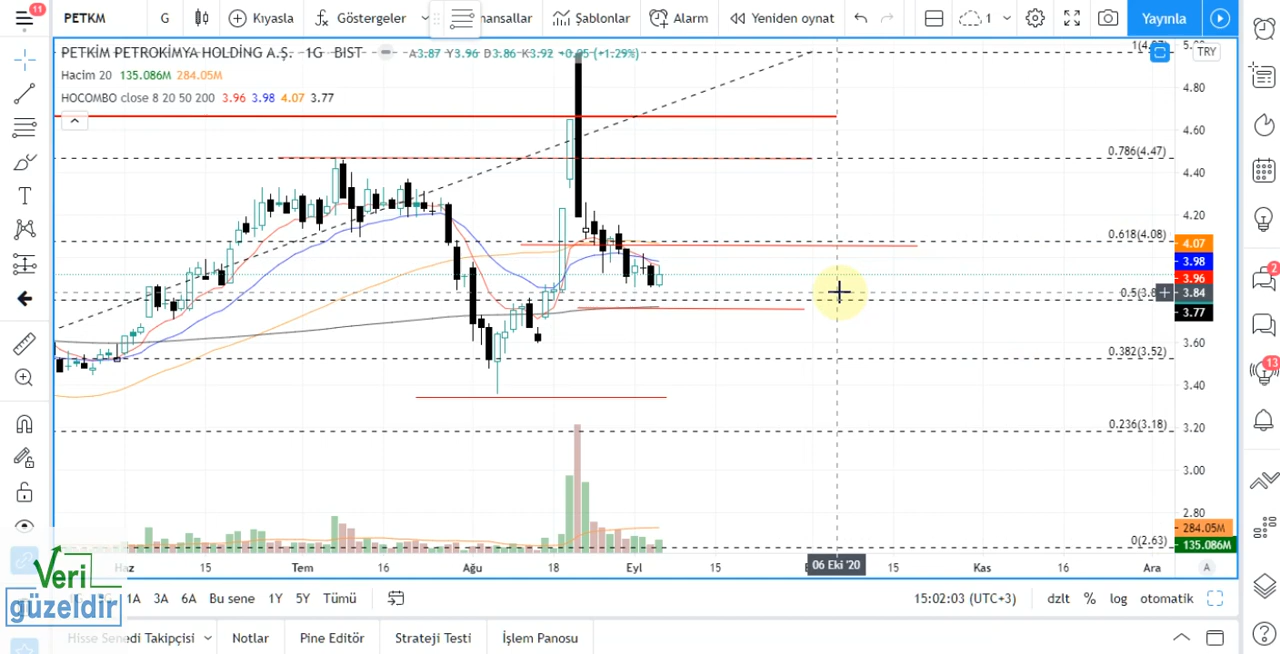 11
PETKM
G
Kıyasla
Göstergeler
Şablonlar
Alarm
Yeniden oynat
1
Yayınla
PETKİM PETROKİMYA HOLDİNG A.Ş. · 1G · BIST
A3.87 Y3.96 D3.86 K3.92 +0.05 (+1.29%)
TRY
Hacim 20 135.086M 284.05M
HOCOMBO close 8 20 50 200 3.96 3.98 4.07 3.77
4.80
4.60
0.786(4.47)
4.40
4.20
0.618(4.08)
4.07
3.98
3.96
3.84
3.77
3.60
0.382(3.52)
3.40
0.236(3.18)
3.20
3.00
2.80
284.05M
0(2.63)
135.086M
Haz 15 Tem 16 Ağu 18 Eyl 15 06 Eki '20 15 Kas 16 Ara
A
T
2
13
Veri
güzeldir
1A 3A 6A Bu sene 1Y 5Y Tümü
15:02:03 (UTC+3)
dzlt % log otomatik
Hisse Senedi Takipçisi
Notlar
Pine Editör
Strateji Testi
İşlem Panosu